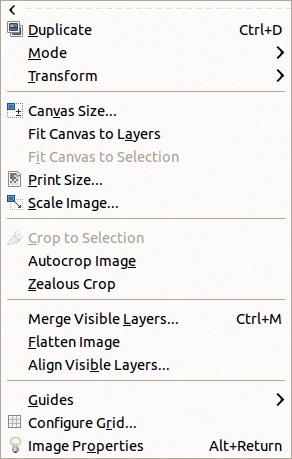 Duplicate Ctrl+D
Mode
Transform
Canvas Size...
Fit Canvas to Layers
Fit Canvas to Selection
Print Size...
Scale Image...
Crop to Selection
Autocrop Image
Zealous Crop
Merge Visible Layers... Ctrl+M
Flatten Image
Align Visible Layers...
Guides
Configure Grid...
Image Properties Alt+Return